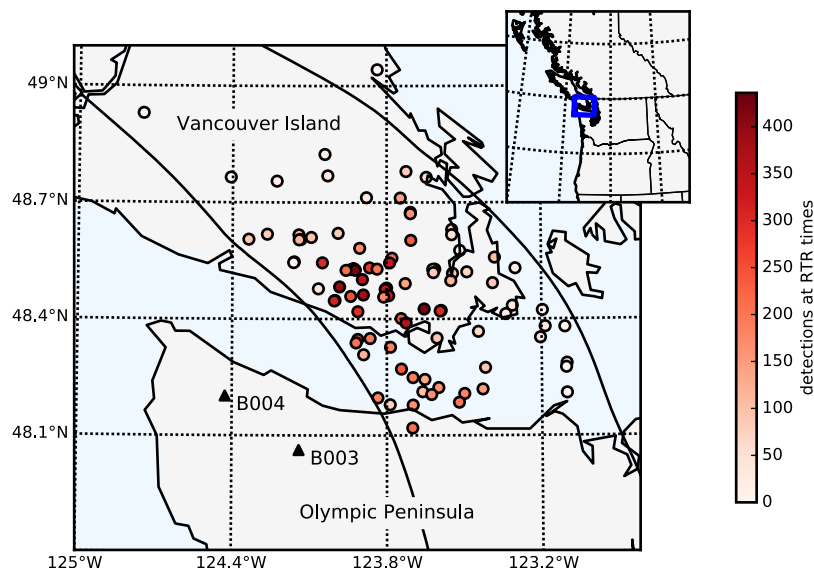 49°N
48.7°N
48.4°N
48.1°N
125°W
124.4°W
123.8°W
123.2°W
Vancouver Island
B004
B003
Olympic Peninsula
400
350
300
250
200
150
100
50
0
detections at RTR times